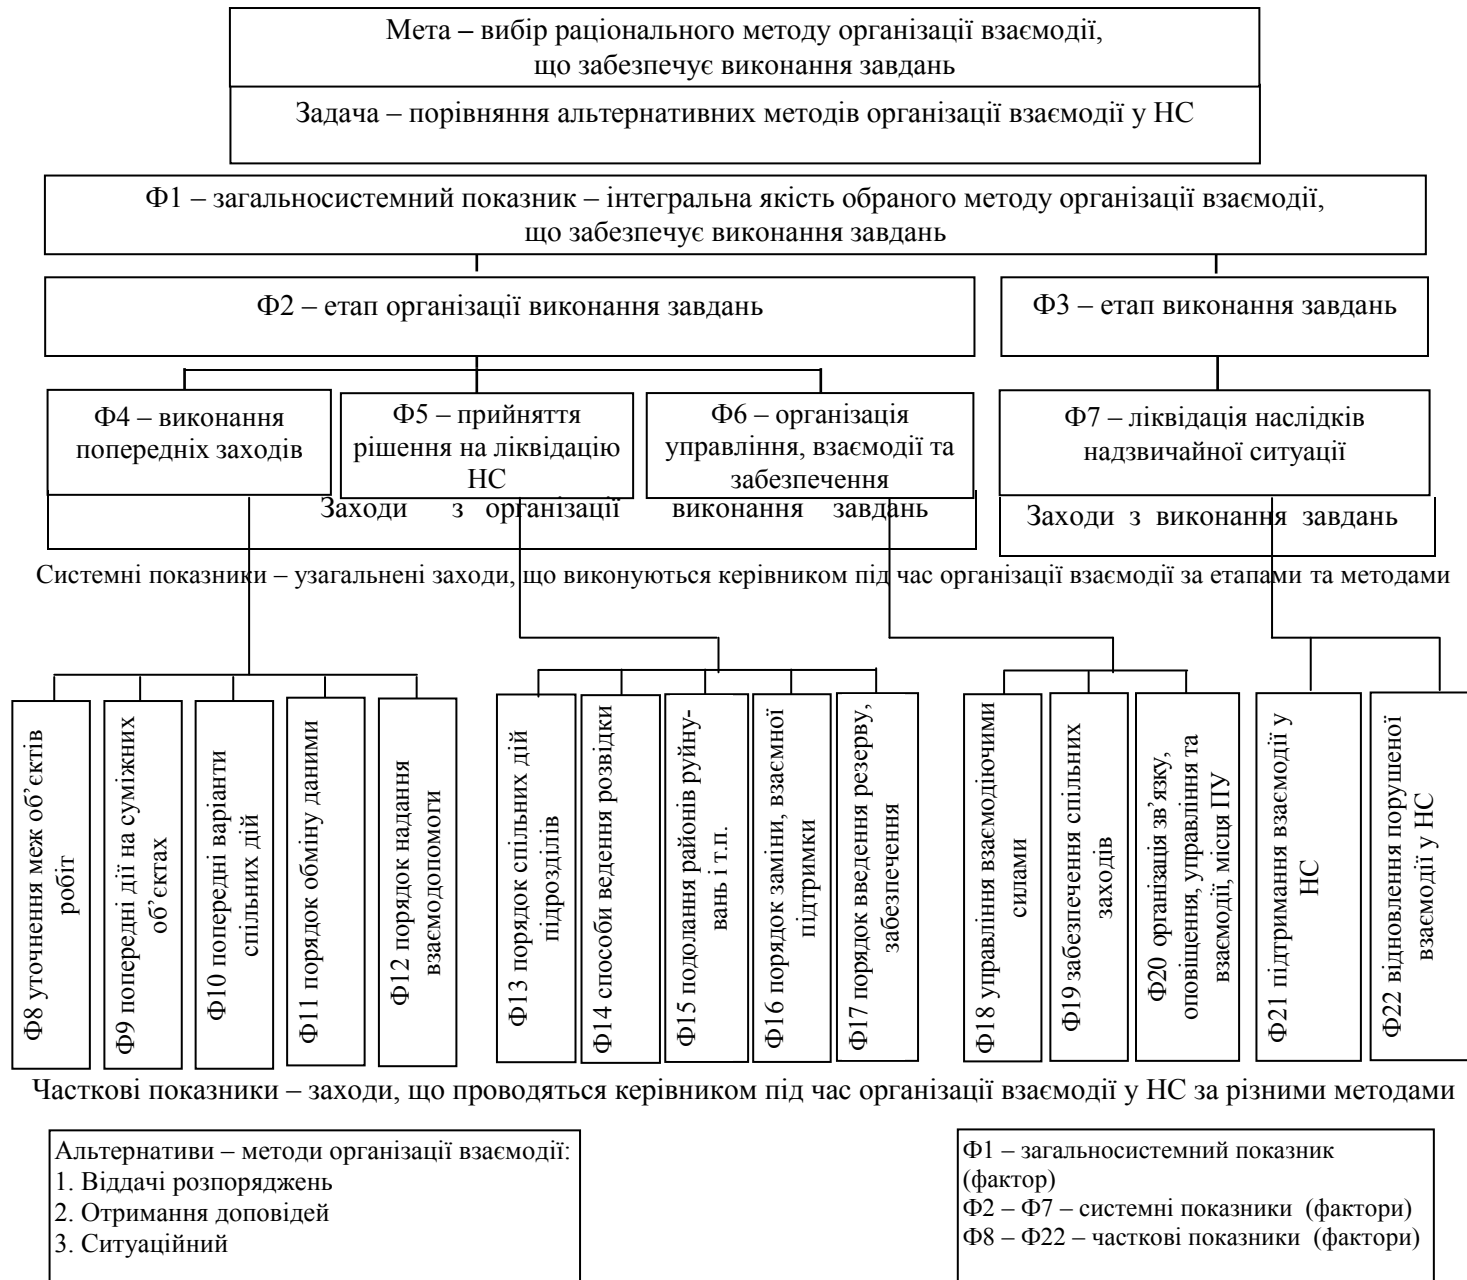 Мета – вибір раціонального методу організації взаємодії,
що забезпечує виконання завдань
Задача – порівняння альтернативних методів організації взаємодії у НС
Ф1 – загальносистемний показник – інтегральна якість обраного методу організації взаємодії,
що забезпечує виконання завдань
Ф2 – етап організації виконання завдань
Ф3 – етап виконання завдань
Ф4 – виконання
попередніх заходів
Ф5 – прийняття
рішення на ліквідацію
НС
Ф6 – організація
управління, взаємодії та
забезпечення
Ф7 – ліквідація наслідків
надзвичайної ситуації
Заходи з організації виконання завдань
Заходи з виконання завдань
Системні показники – узагальнені заходи, що виконуються керівником під час організації взаємодії за етапами та методами
Ф8 уточнення меж об’єктів
робіт
Ф9 попередні дії на суміжних
об’єктах
Ф10 попередні варіанти
спільних дій
Ф11 порядок обміну даними
Ф12 порядок надання
взаємодопомоги
Ф13 порядок спільних дій
підрозділів
Ф14 способи ведення розвідки
Ф15 подолання районів руйну-
вань і т.п.
Ф16 порядок заміни, взаємної
підтримки
Ф17 порядок введення резерву,
забезпечення
Ф18 управління взаємодіючими
силами
Ф19 забезпечення спільних
заходів
Ф20 організація зв’язку,
оповіщення, управління та
взаємодії, місця ПУ
Ф21 підтримання взаємодії у
НС
Ф22 відновлення порушеної
взаємодії у НС
Часткові показники – заходи, що проводяться керівником під час організації взаємодії у НС за різними методами
Альтернативи – методи організації взаємодії:
1. Віддачі розпоряджень
2. Отримання доповідей
3. Ситуаційний
Ф1 – загальносистемний показник
(фактор)
Ф2 – Ф7 – системні показники (фактори)
Ф8 – Ф22 – часткові показники (фактори)